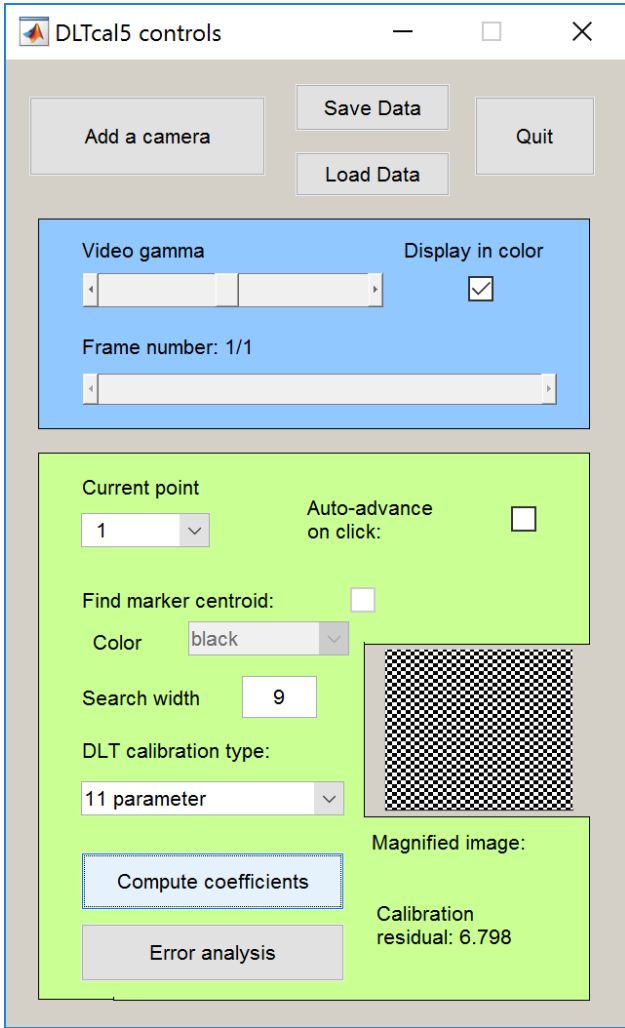 DLTcal5 controls
Add a camera
Save Data
Load Data
Quit
Video gamma
Display in color
Frame number: 1/1
Current point
1
Auto-advance
on click:
Find marker centroid:
Color
black
Search width
9
DLT calibration type:
11 parameter
Magnified image:
Compute coefficients
Calibration
residual: 6.798
Error analysis